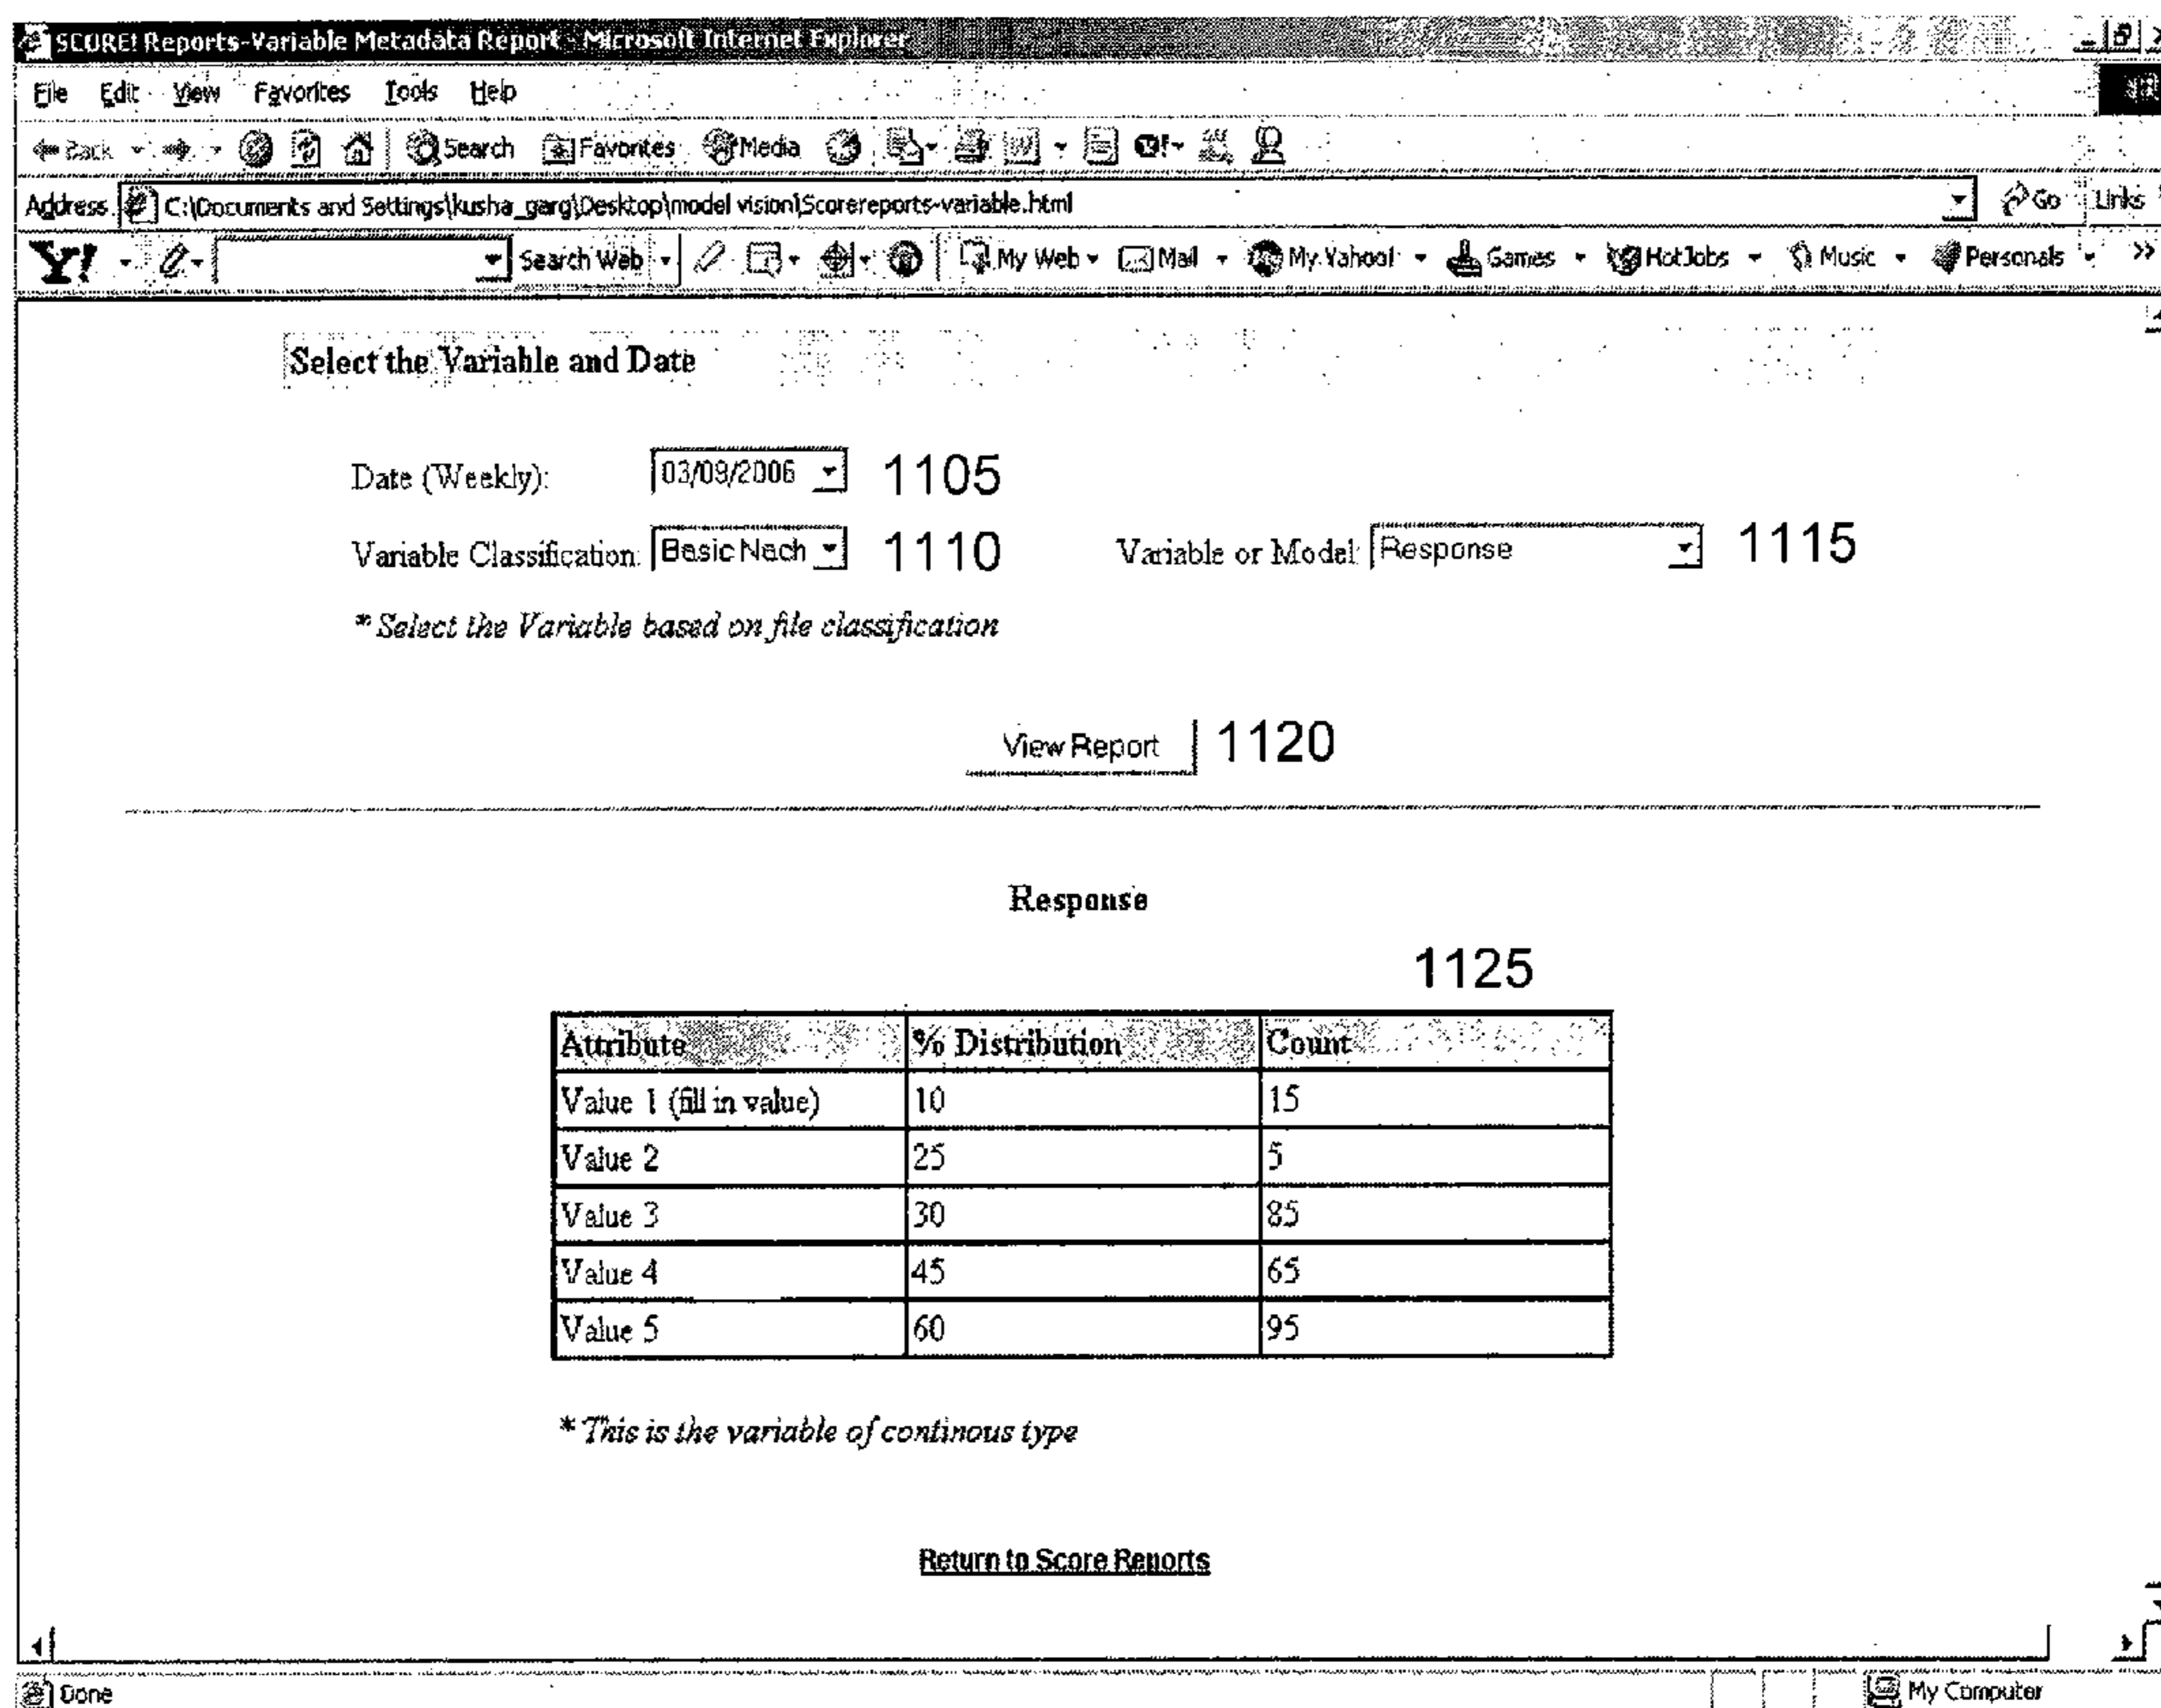 SCORE! Reports-Variable Metadata Report - Microsoft Internet Explorer
File Edit View Favorites Tools Help
Back Search Favorites Media
Address C:\Documents and Settings\kusha_garg\Desktop\model vision\Scorereports-variable.html Go Links
Y! Search Web My Web Mail My Yahoo! Games HotJobs Music Personals >>
Select the Variable and Date
Date (Weekly): 03/09/2006 1105
Variable Classification: Basic Nach 1110 Variable or Model: Response 1115
* Select the Variable based on file classification
View Report 1120
Response
1125
Attribute % Distribution Count
Value 1 (fill in value) 10 15
Value 2 25 5
Value 3 30 85
Value 4 45 65
Value 5 60 95
* This is the variable of continous type
Return to Score Reports
Done My Computer